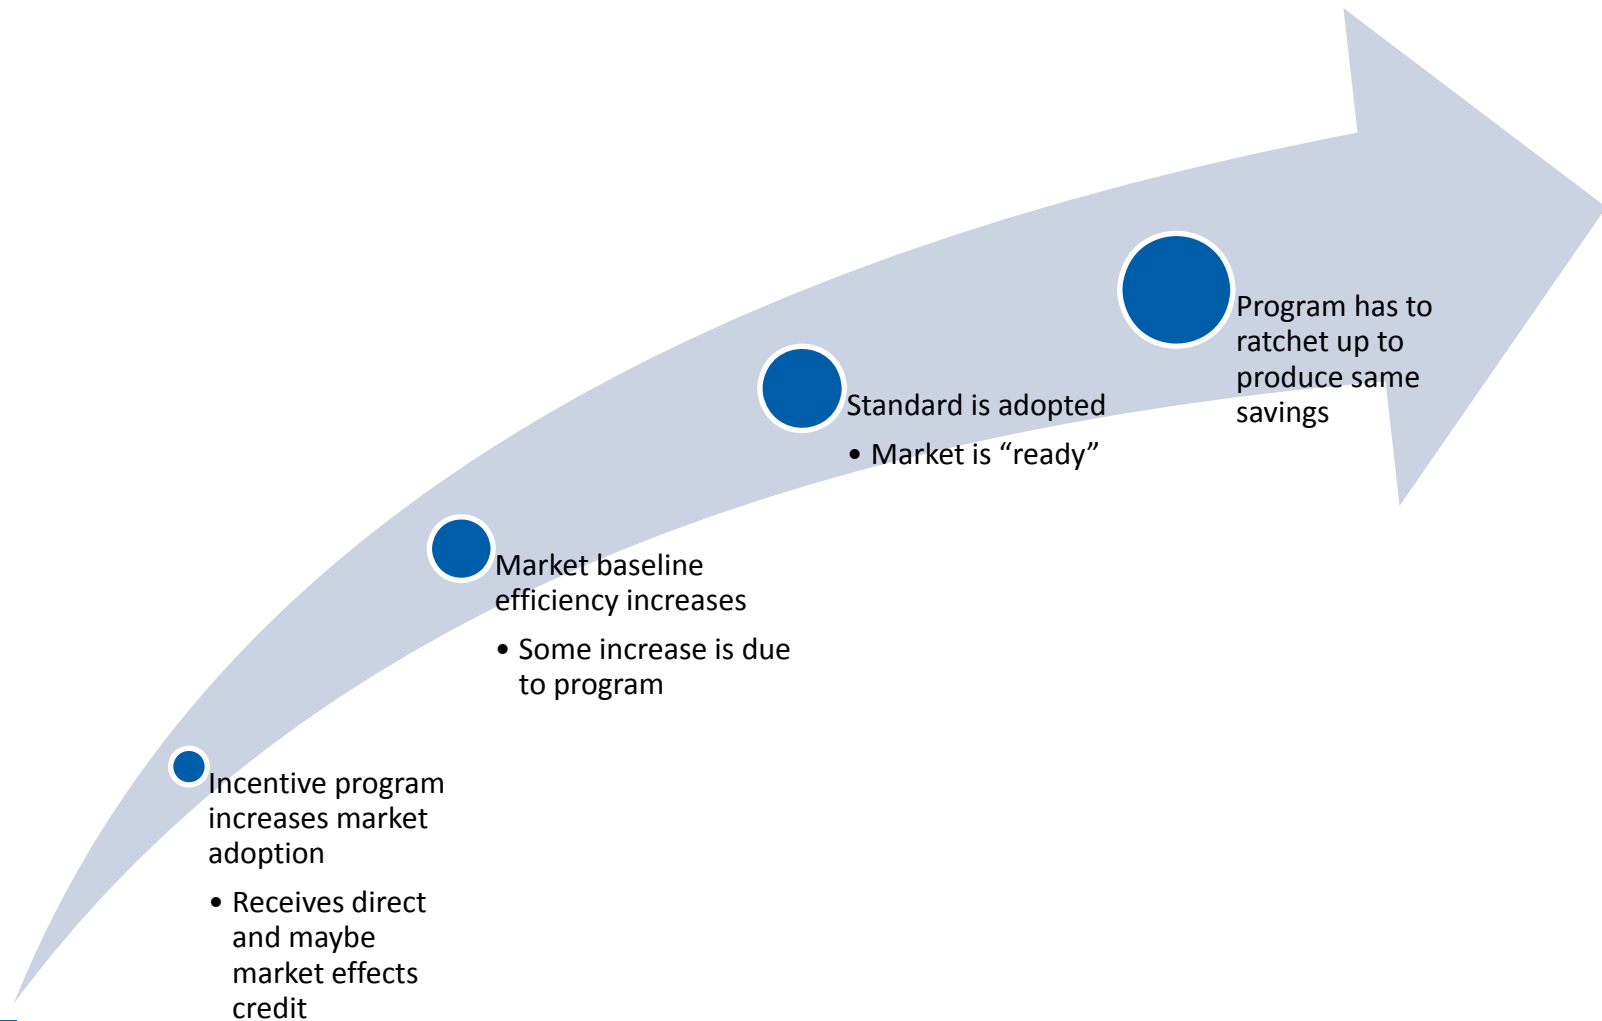 Incentive program
increases market
adoption
• Receives direct
and maybe
market effects
credit
Market baseline
efficiency increases
• Some increase is due
to program
Standard is adopted
• Market is “ready”
Program has to
ratchet up to
produce same
savings